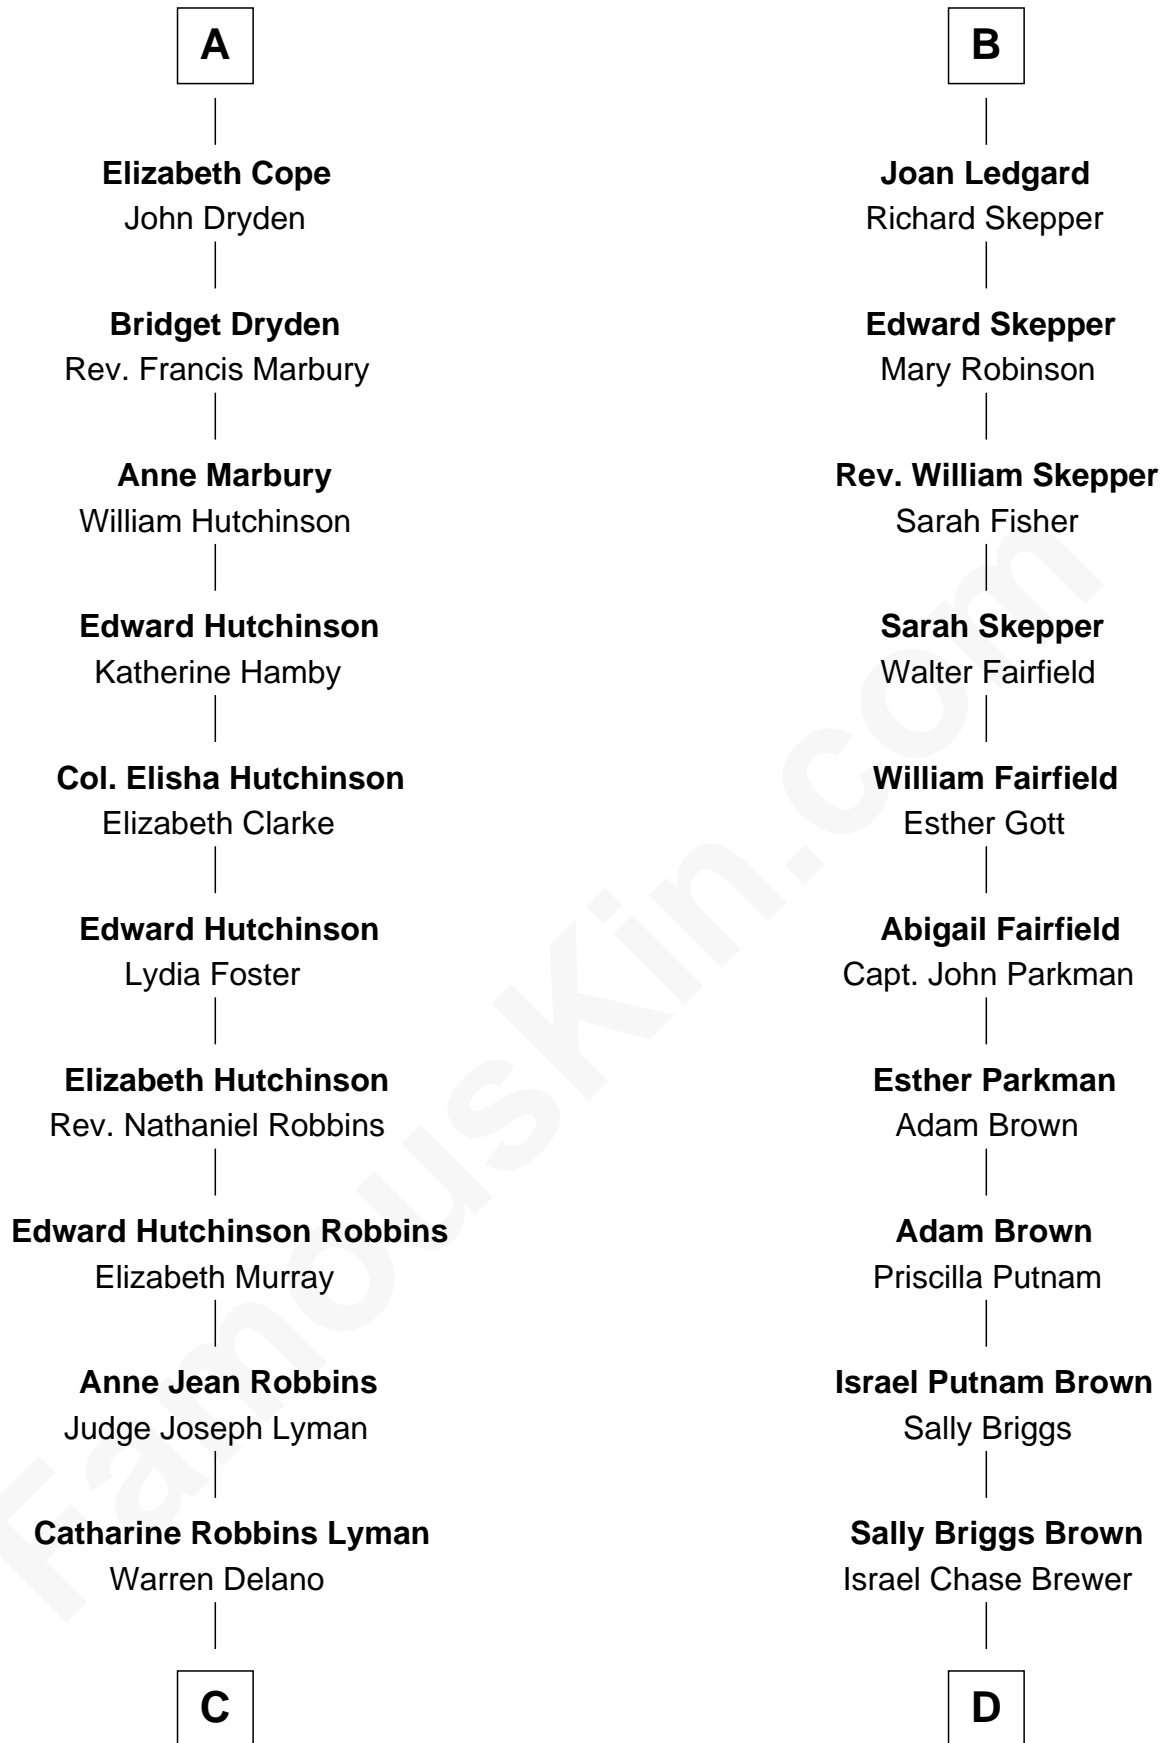 A
Elizabeth Cope
John Dryden
Bridget Dryden
Rev. Francis Marbury
Anne Marbury
William Hutchinson
Edward Hutchinson
Katherine Hamby
Col. Elisha Hutchinson
Elizabeth Clarke
Edward Hutchinson
Lydia Foster
Elizabeth Hutchinson
Rev. Nathaniel Robbins
Edward Hutchinson Robbins
Elizabeth Murray
Anne Jean Robbins
Judge Joseph Lyman
Catharine Robbins Lyman
Warren Delano
C
B
Joan Ledgard
Richard Skepper
Edward Skepper
Mary Robinson
Rev. William Skepper
Sarah Fisher
Sarah Skepper
Walter Fairfield
William Fairfield
Esther Gott
Abigail Fairfield
Capt. John Parkman
Esther Parkman
Adam Brown
Adam Brown
Priscilla Putnam
Israel Putnam Brown
Sally Briggs
Sally Briggs Brown
Israel Chase Brewer
D
FamousKin.com